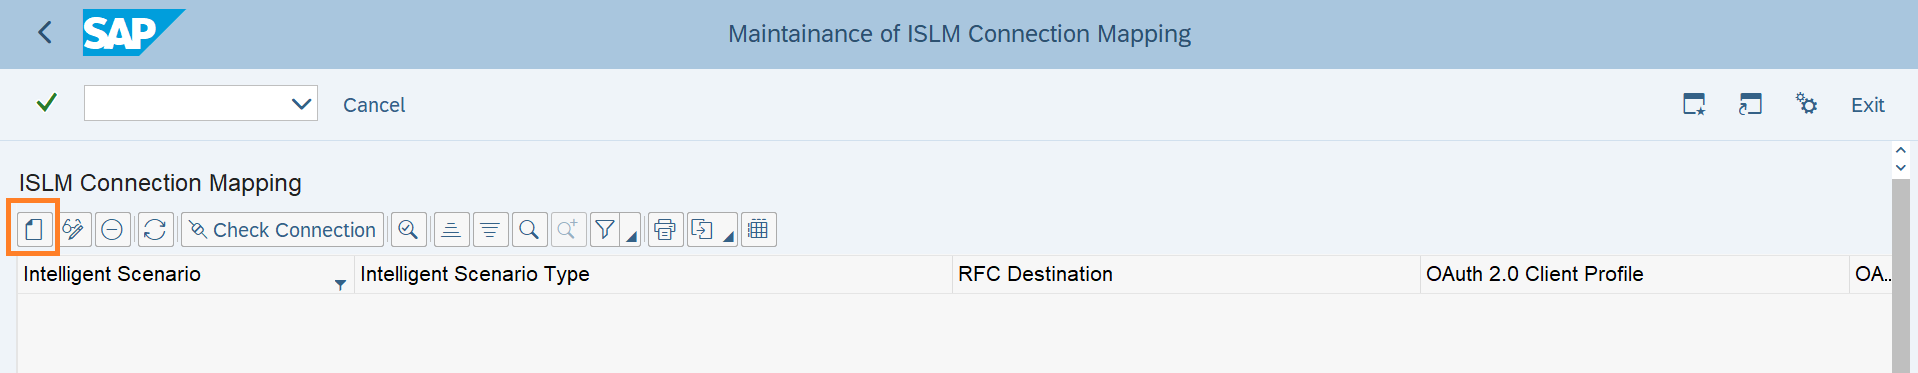 SAP
Maintainance of ISLM Connection Mapping
Cancel
Exit
ISLM Connection Mapping
Check Connection
Intelligent Scenario Intelligent Scenario Type RFC Destination OAuth 2.0 Client Profile OA..